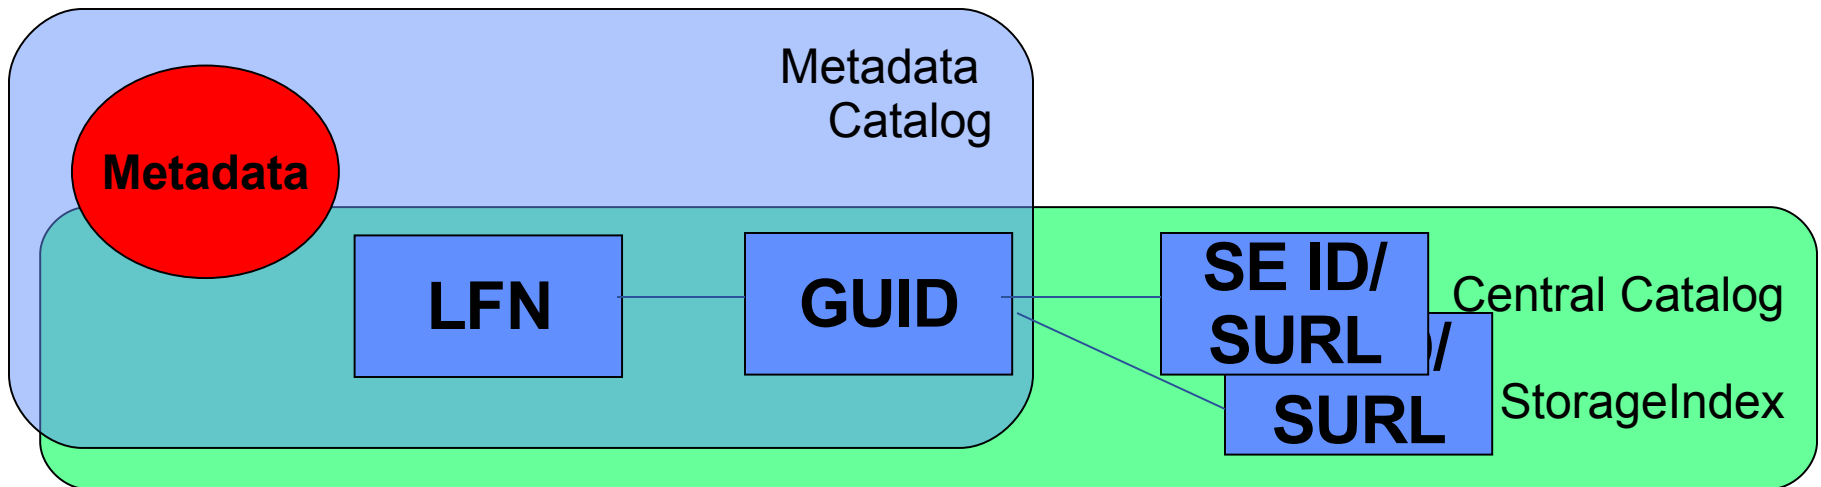 Metadata
Catalog
Metadata
LFN
GUID
SE ID/
SURL
Central Catalog
/
SURL
StorageIndex